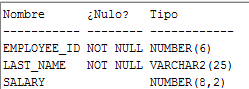 Nombre ¿Nulo? Tipo
----------- -------- ------------
EMPLOYEE_ID NOT NULL NUMBER(6)
LAST_NAME NOT NULL VARCHAR2(25)
SALARY NUMBER(8,2)